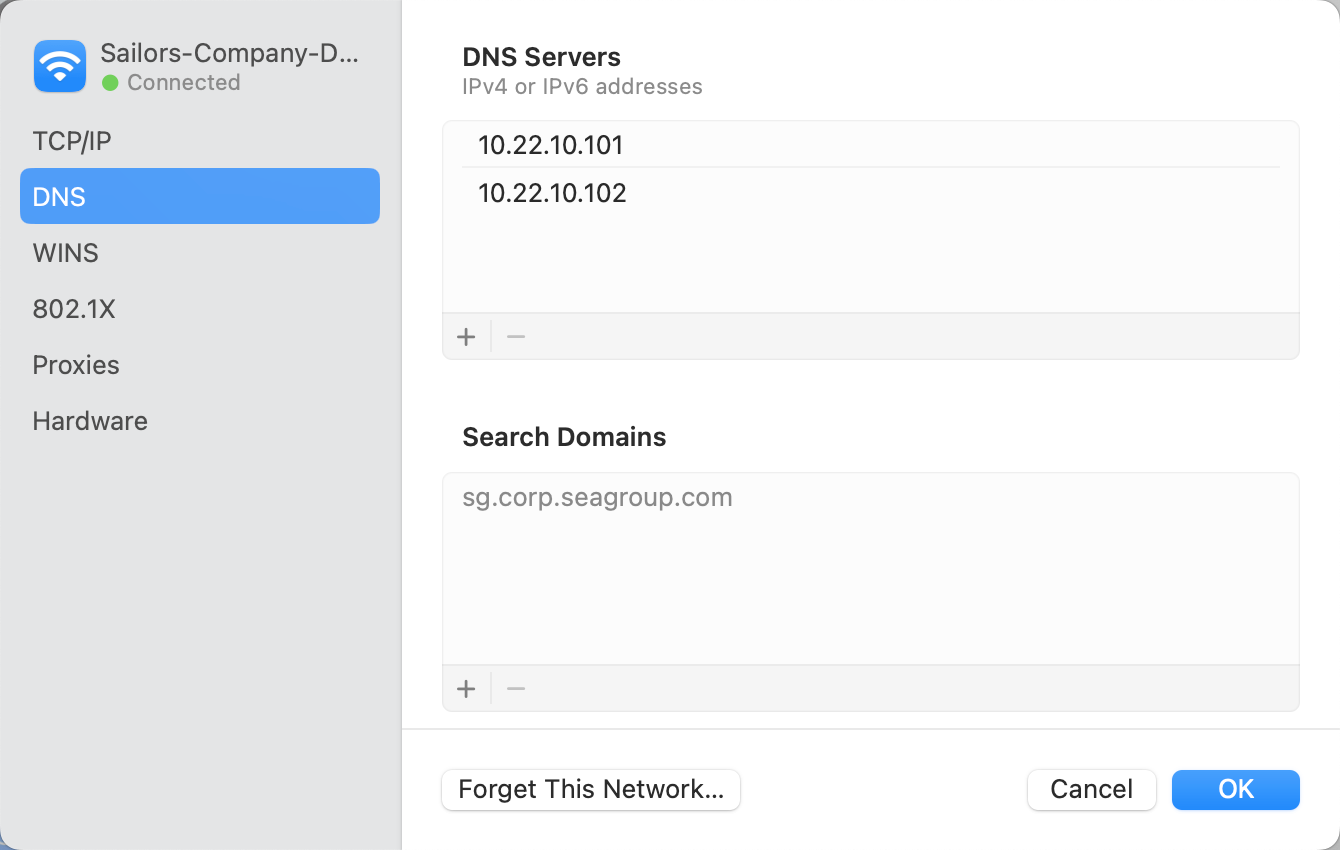 Sailors-Company-D...
Connected
TCP/IP
DNS
WINS
802.1X
Proxies
Hardware
DNS Servers
IPv4 or IPv6 addresses
10.22.10.101
10.22.10.102
Search Domains
sg.corp.seagroup.com
Forget This Network...
Cancel
OK